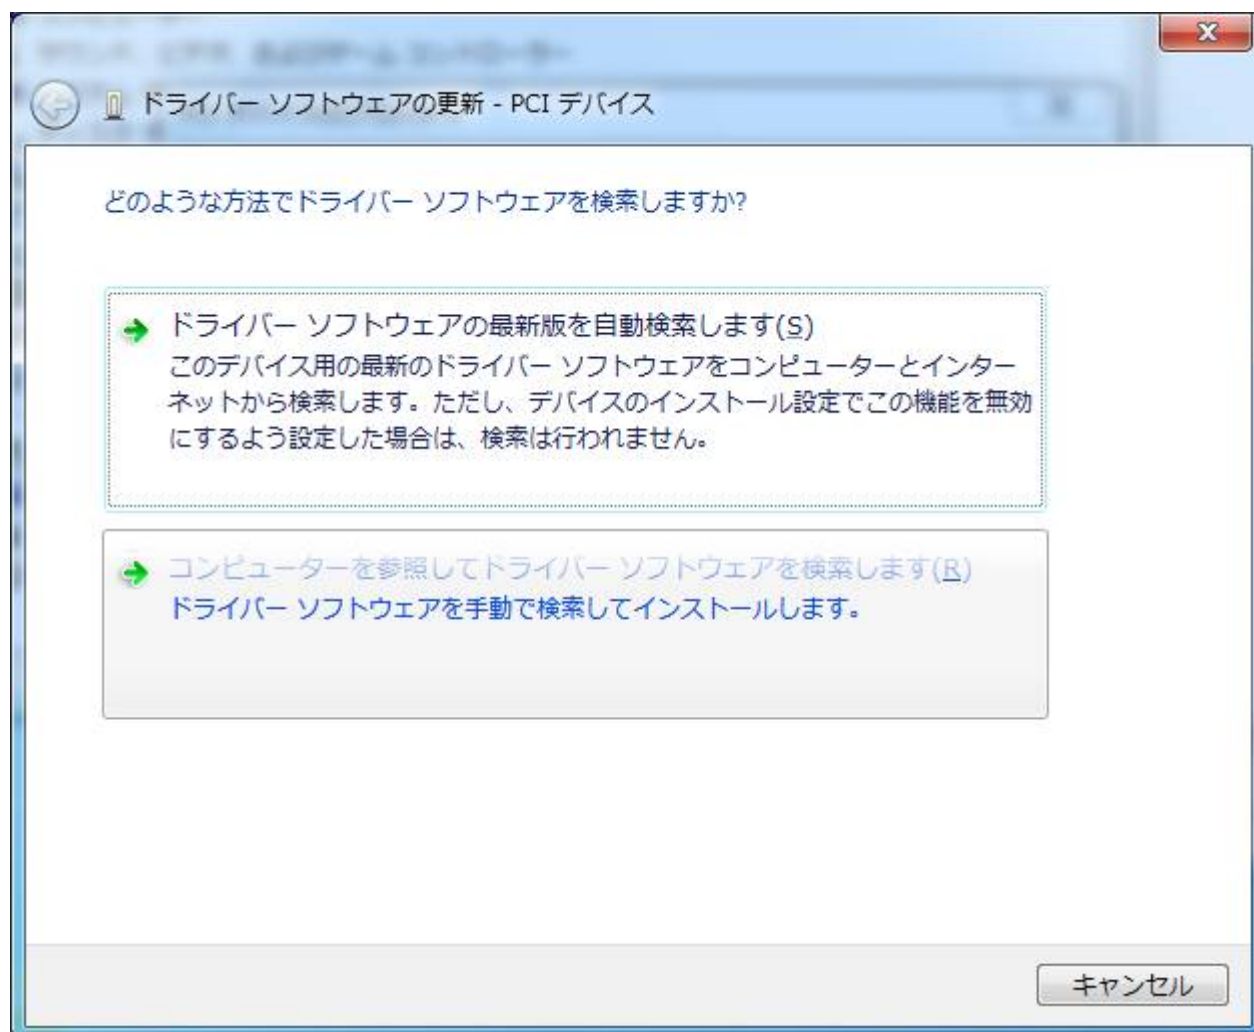 ドライバー ソフトウェアの更新 - PCI デバイス
どのような方法でドライバー ソフトウェアを検索しますか?
ドライバー ソフトウェアの最新版を自動検索します(S)
このデバイス用の最新のドライバー ソフトウェアをコンピューターとインター
ネットから検索します。ただし、デバイスのインストール設定でこの機能を無効
にするよう設定した場合は、検索は行われません。
コンピューターを参照してドライバー ソフトウェアを検索します(R)
ドライバー ソフトウェアを手動で検索してインストールします。
キャンセル